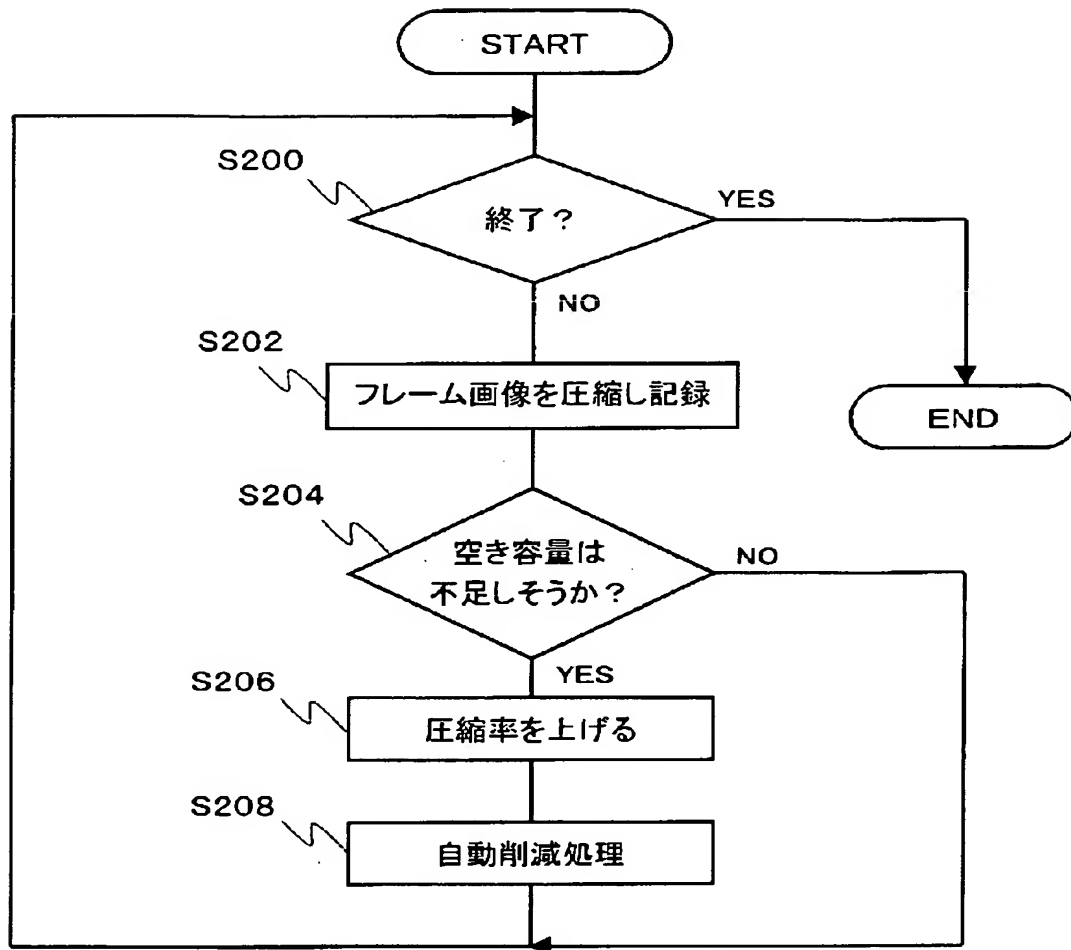 START
S200
終了？
YES
NO
S202
フレーム画像を圧縮し記録
END
S204
空き容量は
不足しそうか？
NO
YES
S206
圧縮率を上げる
S208
自動削減処理